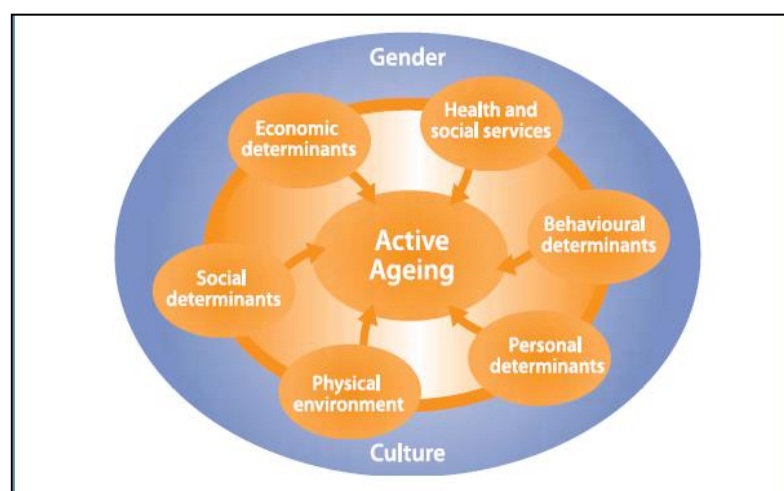 Gender
Economic
determinants
Health and
social services
Active
Ageing
Behavioural
determinants
Social
determinants
Personal
determinants
Physical
environment
Culture